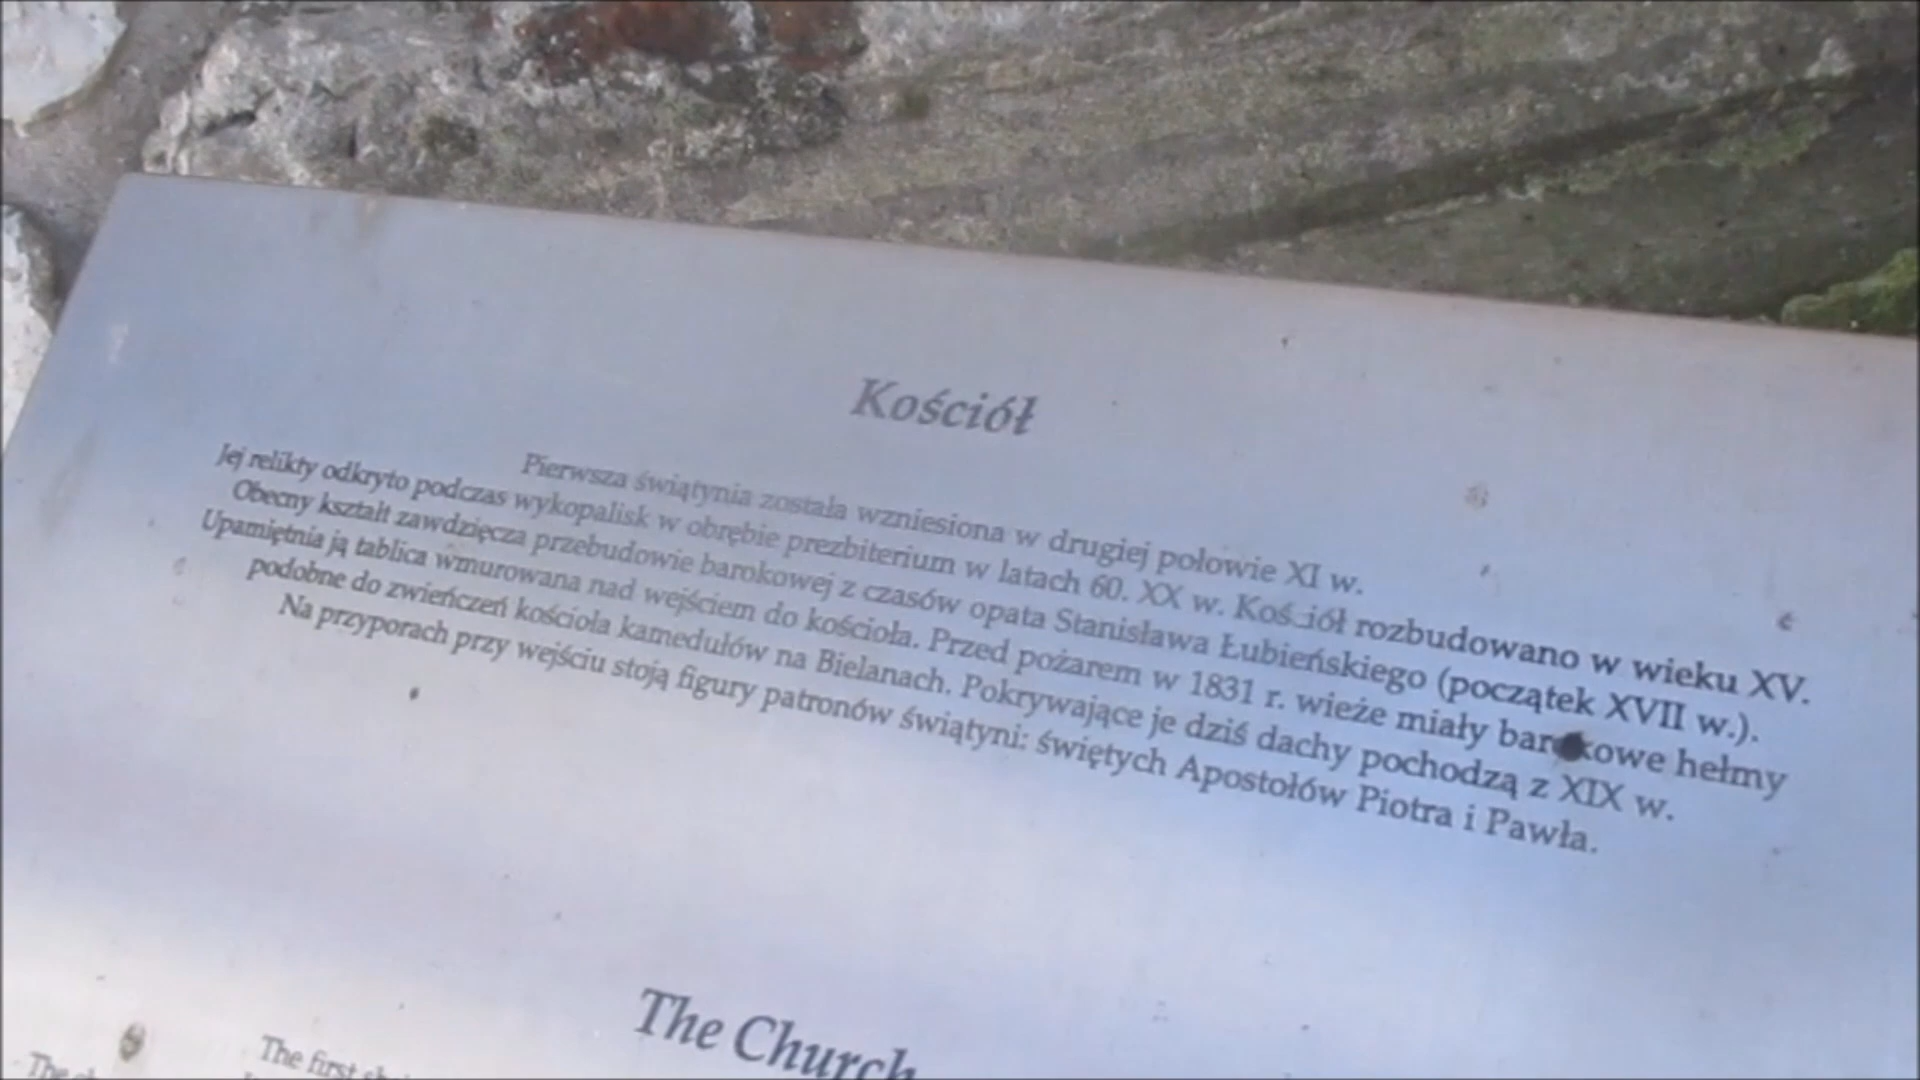 Kościół
Pierwsza świątynia została wzniesiona w drugiej połowie XI w.
Jej relikty odkryto podczas wykopalisk w obrębie prezbiterium w latach 60. XX w. Kościół rozbudowano w wieku XV.
Obecny kształt zawdzięcza przebudowie barokowej z czasów opata Stanisława Łubieńskiego (początek XVII w.).
Upamiętnia ją tablica wmurowana nad wejściem do kościoła. Przed pożarem w 1831 r. wieże miały barokowe hełmy
podobne do zwieńczeń kościoła kamedułów na Bielanach. Pokrywające je dziś dachy pochodzą z XIX w.
Na przyporach przy wejściu stoją figury patronów świątyni: świętych Apostołów Piotra i Pawła.
The Church
The first
The